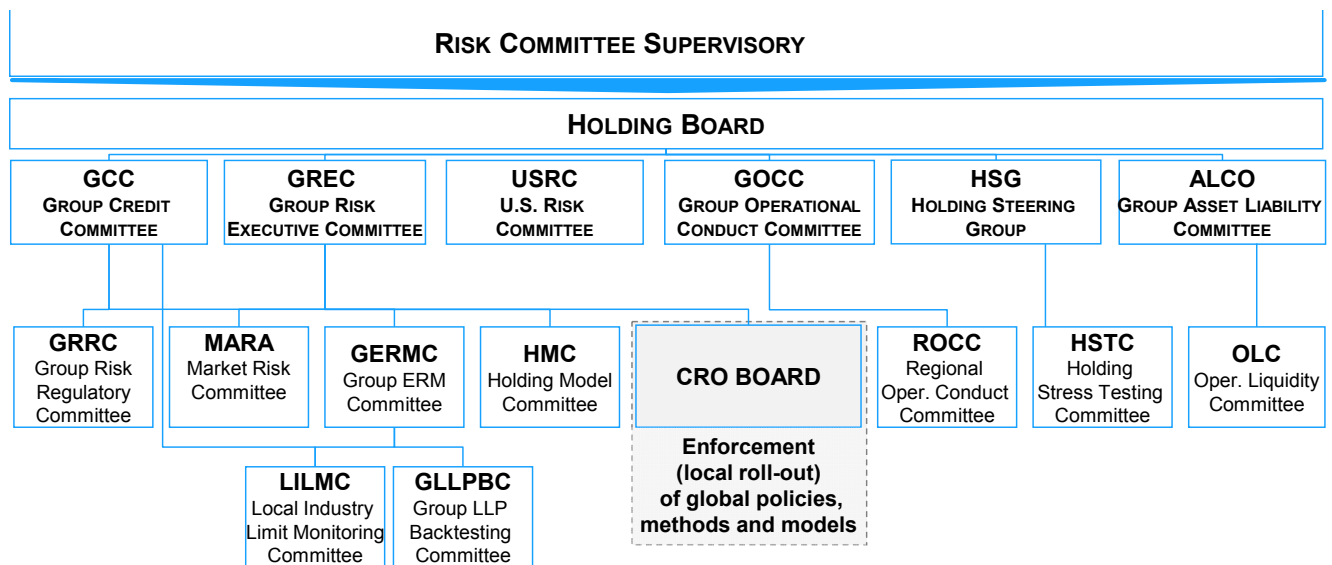 RISK COMMITTEE SUPERVISORY
HOLDING BOARD
GCC
GROUP CREDIT
COMMITTEE
GREC
GROUP RISK
EXECUTIVE COMMITTEE
USRC
U.S. RISK
COMMITTEE
GOCC
GROUP OPERATIONAL
CONDUCT COMMITTEE
HSG
HOLDING STEERING
GROUP
ALCO
GROUP ASSET LIABILITY
COMMITTEE
GRRC
Group Risk
Regulatory
Committee
MARA
Market Risk
Committee
GERMC
Group ERM
Committee
HMC
Holding Model
Committee
CRO BOARD
Enforcement
(local roll-out)
of global policies,
methods and models
ROCC
Regional
Oper. Conduct
Committee
HSTC
Holding
Stress Testing
Committee
OLC
Oper. Liquidity
Committee
LILMC
Local Industry
Limit Monitoring
Committee
GLLPBC
Group LLP
Backtesting
Committee